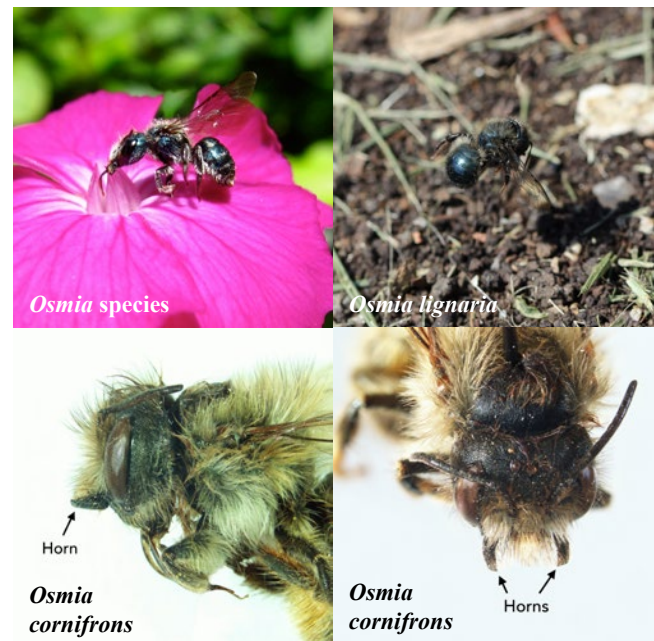 Osmia species
Osmia lignaria
Horn
Osmia
cornifrons
Horns
Osmia
cornifrons